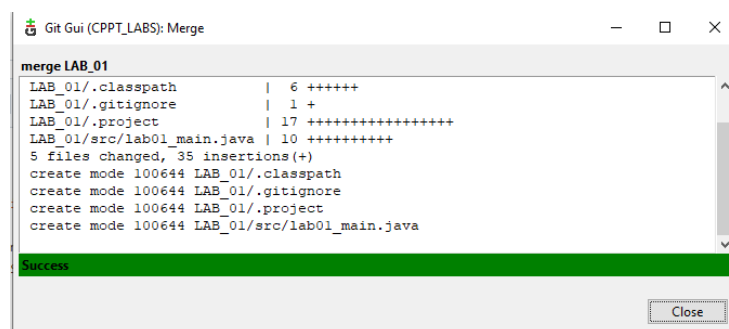 Git Gui (CPPT_LABS): Merge
merge LAB_01
LAB_01/.classpath | 6 ++++++
LAB_01/.gitignore | 1 +
LAB_01/.project | 17 +++++++++++++++++
LAB_01/src/lab01_main.java | 10 ++++++++++
5 files changed, 35 insertions(+)
create mode 100644 LAB_01/.classpath
create mode 100644 LAB_01/.gitignore
create mode 100644 LAB_01/.project
create mode 100644 LAB_01/src/lab01_main.java
Success
Close